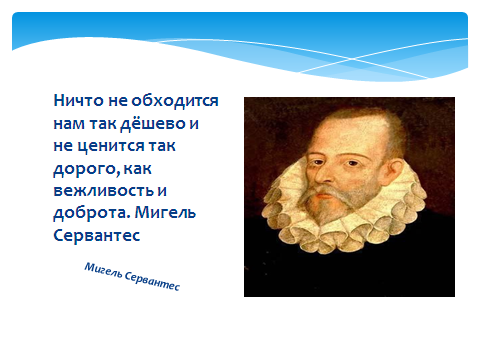 Ничто не обходится
нам так дёшево и
не ценится так
дорого, как
вежливость и
доброта. Мигель
Сервантес
Мигель Сервантес